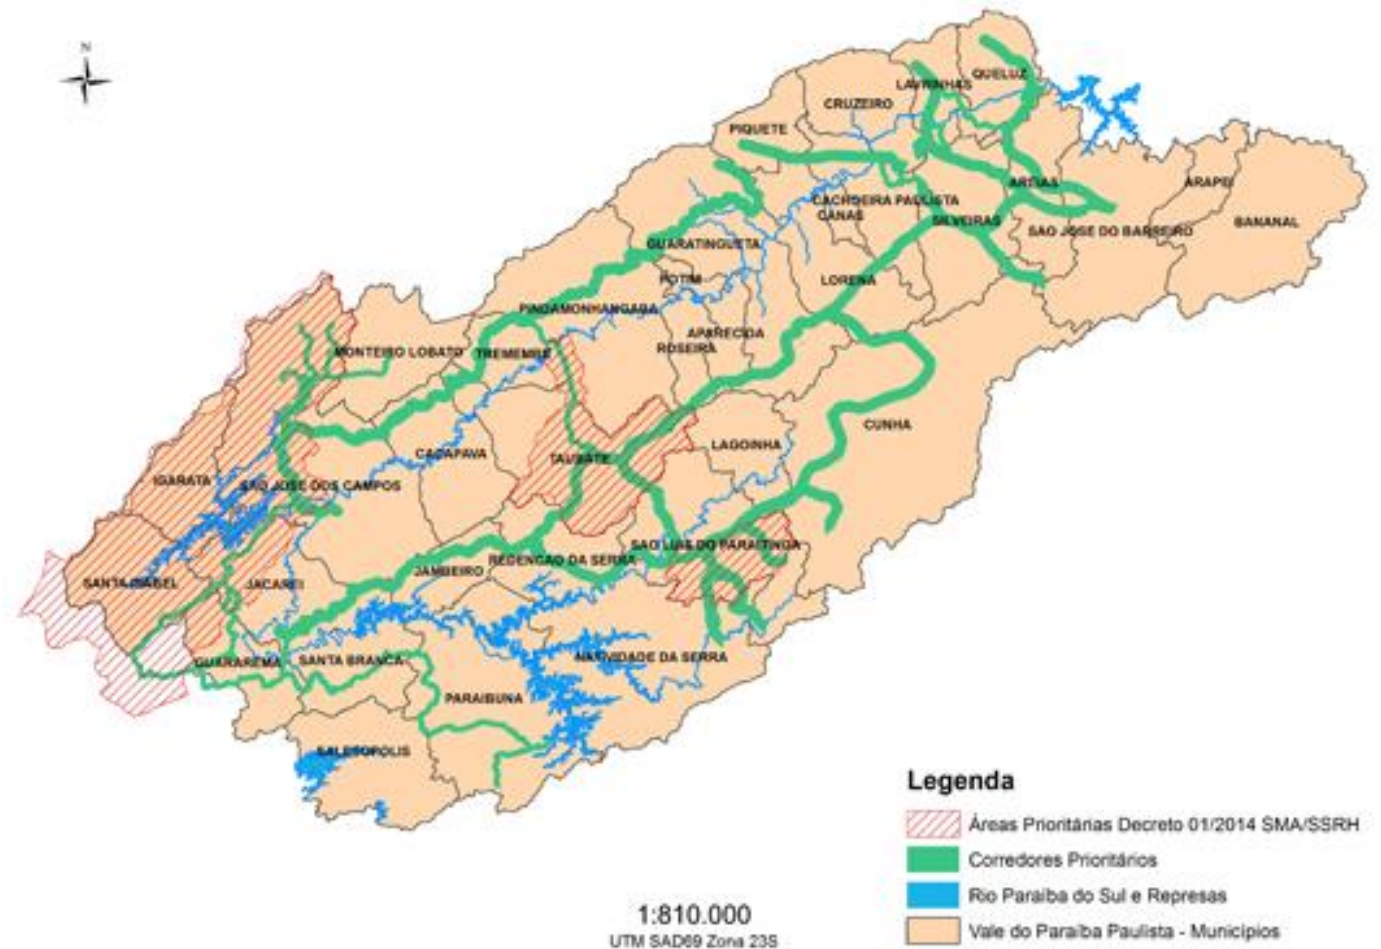 N
QUELUZ
LAVRINHAS
CRUZEIRO
PIQUETE
AREIAS
ARAPEI
CACHOEIRA PAULISTA
CANAS
SILVEIRAS
BANANAL
SAO JOSE DO BARREIRO
GUARATINGUETA
POTIM
LORENA
PINDAMONHANGABA
APARECIDA
ROSEIRA
MONTEIRO LOBATO
TREMEMBE
CUNHA
LAGOINHA
CACAPAVA
TAUBATE
IGARATA
SAO JOSE DOS CAMPOS
SAO LUIS DO PARAITINGA
REDENCAO DA SERRA
JAMBEIRO
SANTA ISABEL
JACAREI
NATIVIDADE DA SERRA
GUARAREMA
SANTA BRANCA
PARAIBUNA
SALESOPOLIS
Legenda
Áreas Prioritárias Decreto 01/2014 SMA/SSRH
Corredores Prioritários
Rio Paraíba do Sul e Represas
Vale do Paraíba Paulista - Municípios
1:810.000
UTM SAD69 Zona 23S